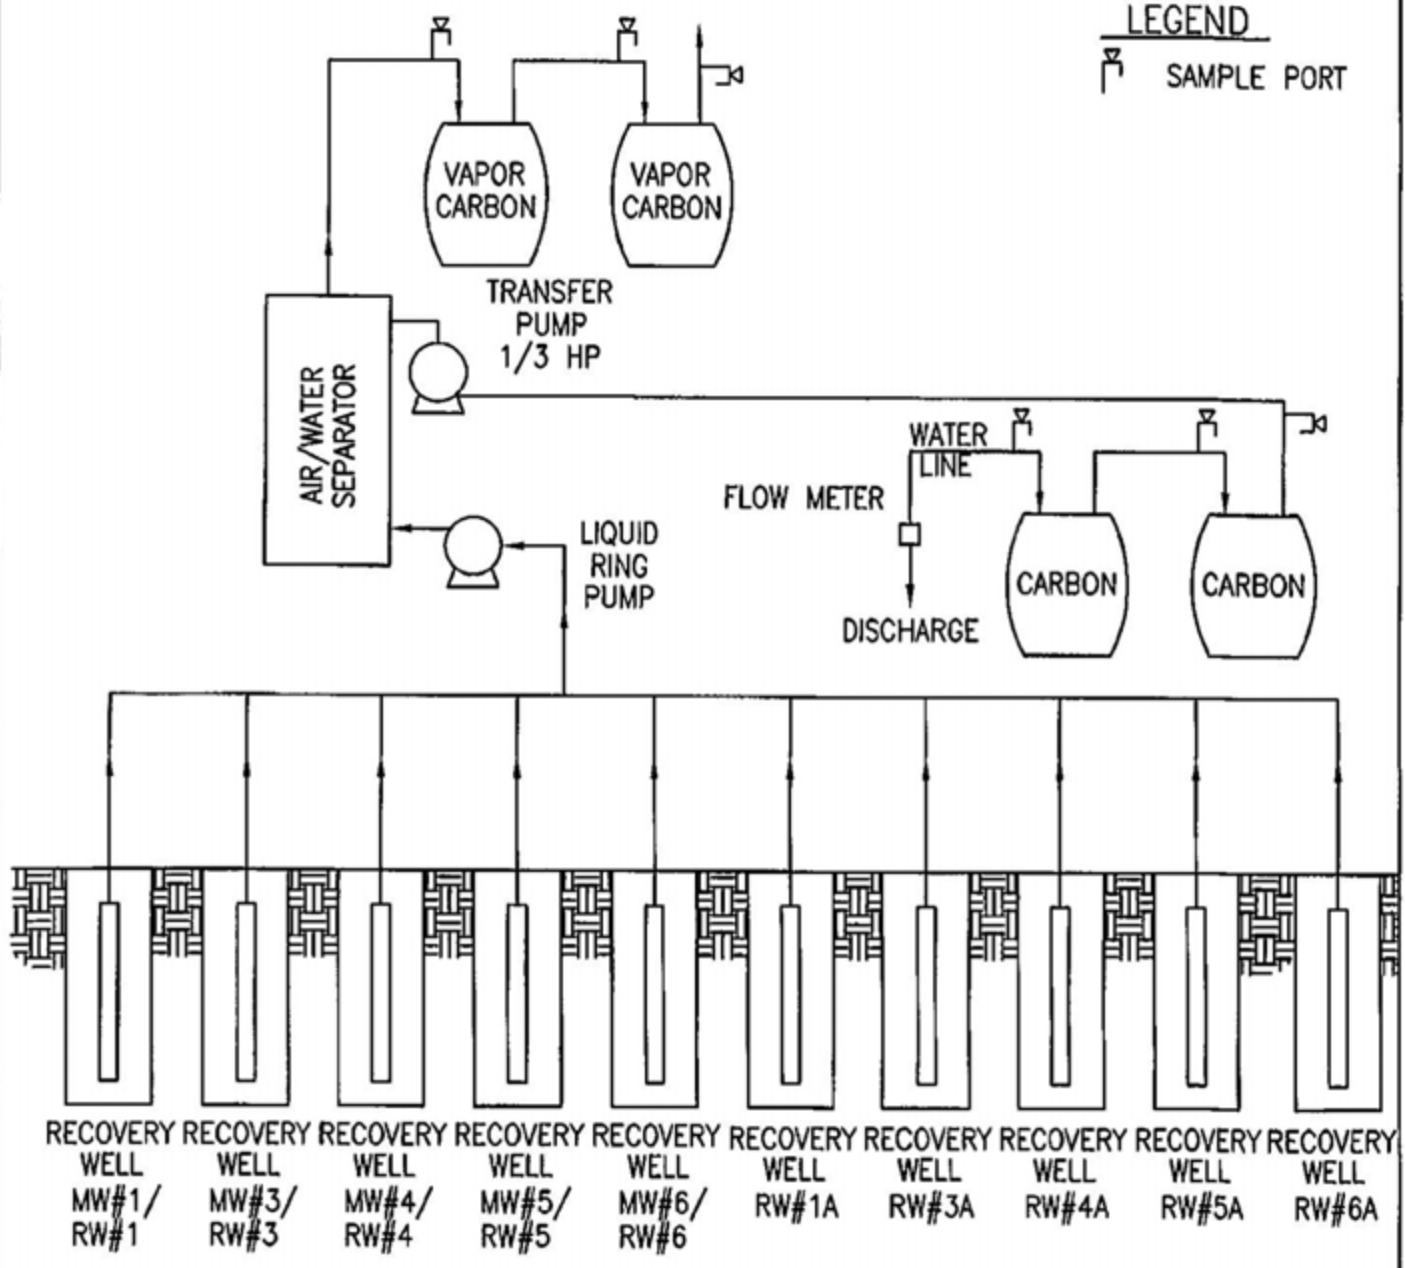 LEGEND
SAMPLE PORT
VAPOR
CARBON
VAPOR
CARBON
TRANSFER
PUMP
1/3 HP
AIR/WATER
SEPARATOR
WATER
LINE
FLOW METER
LIQUID
RING
PUMP
CARBON
CARBON
DISCHARGE
RECOVERY
WELL
MW#1/
RW#1
RECOVERY
WELL
MW#3/
RW#3
RECOVERY
WELL
MW#4/
RW#4
RECOVERY
WELL
MW#5/
RW#5
RECOVERY
WELL
MW#6/
RW#6
RECOVERY
WELL
RW#1A
RECOVERY
WELL
RW#3A
RECOVERY
WELL
RW#4A
RECOVERY
WELL
RW#5A
RECOVERY
WELL
RW#6A